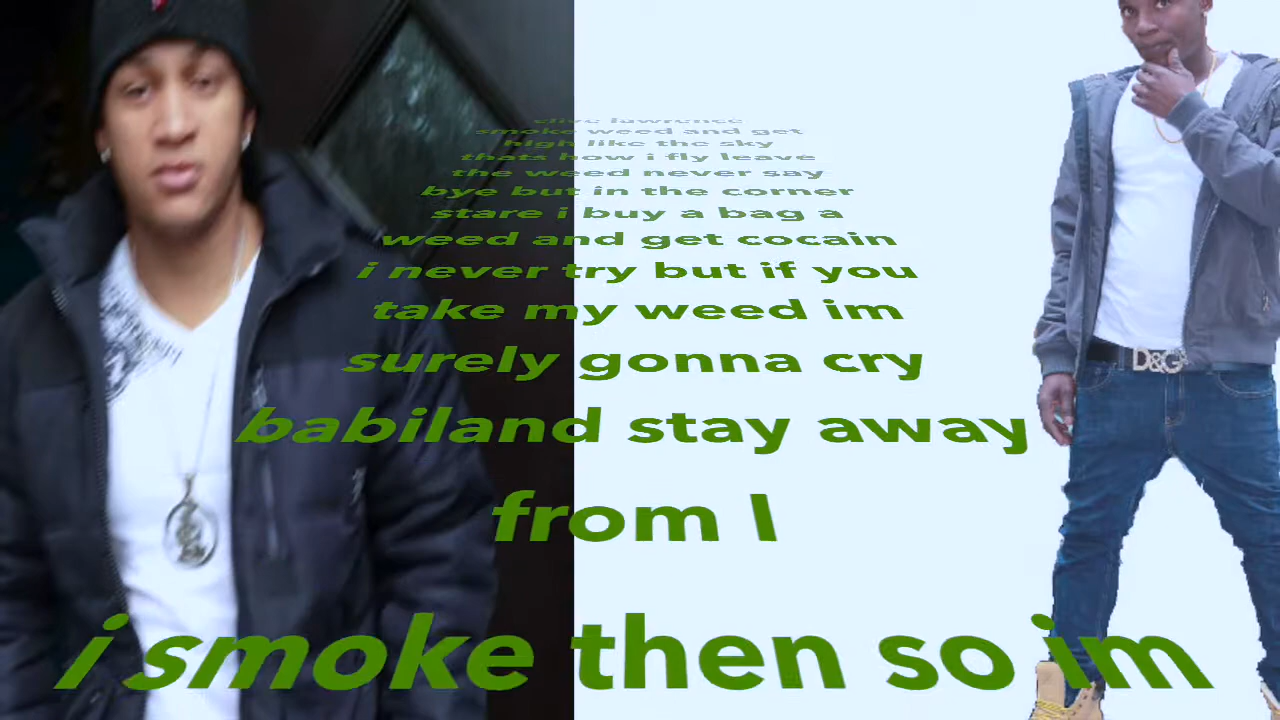 clive lawrence
smoke weed and get
high like the sky
thats how i fly leave
the weed never say
bye but in the corner
stare i buy a bag a
weed and get cocain
i never try but if you
take my weed im
surely gonna cry
babiland stay away
from I
i smoke then so im
D&G